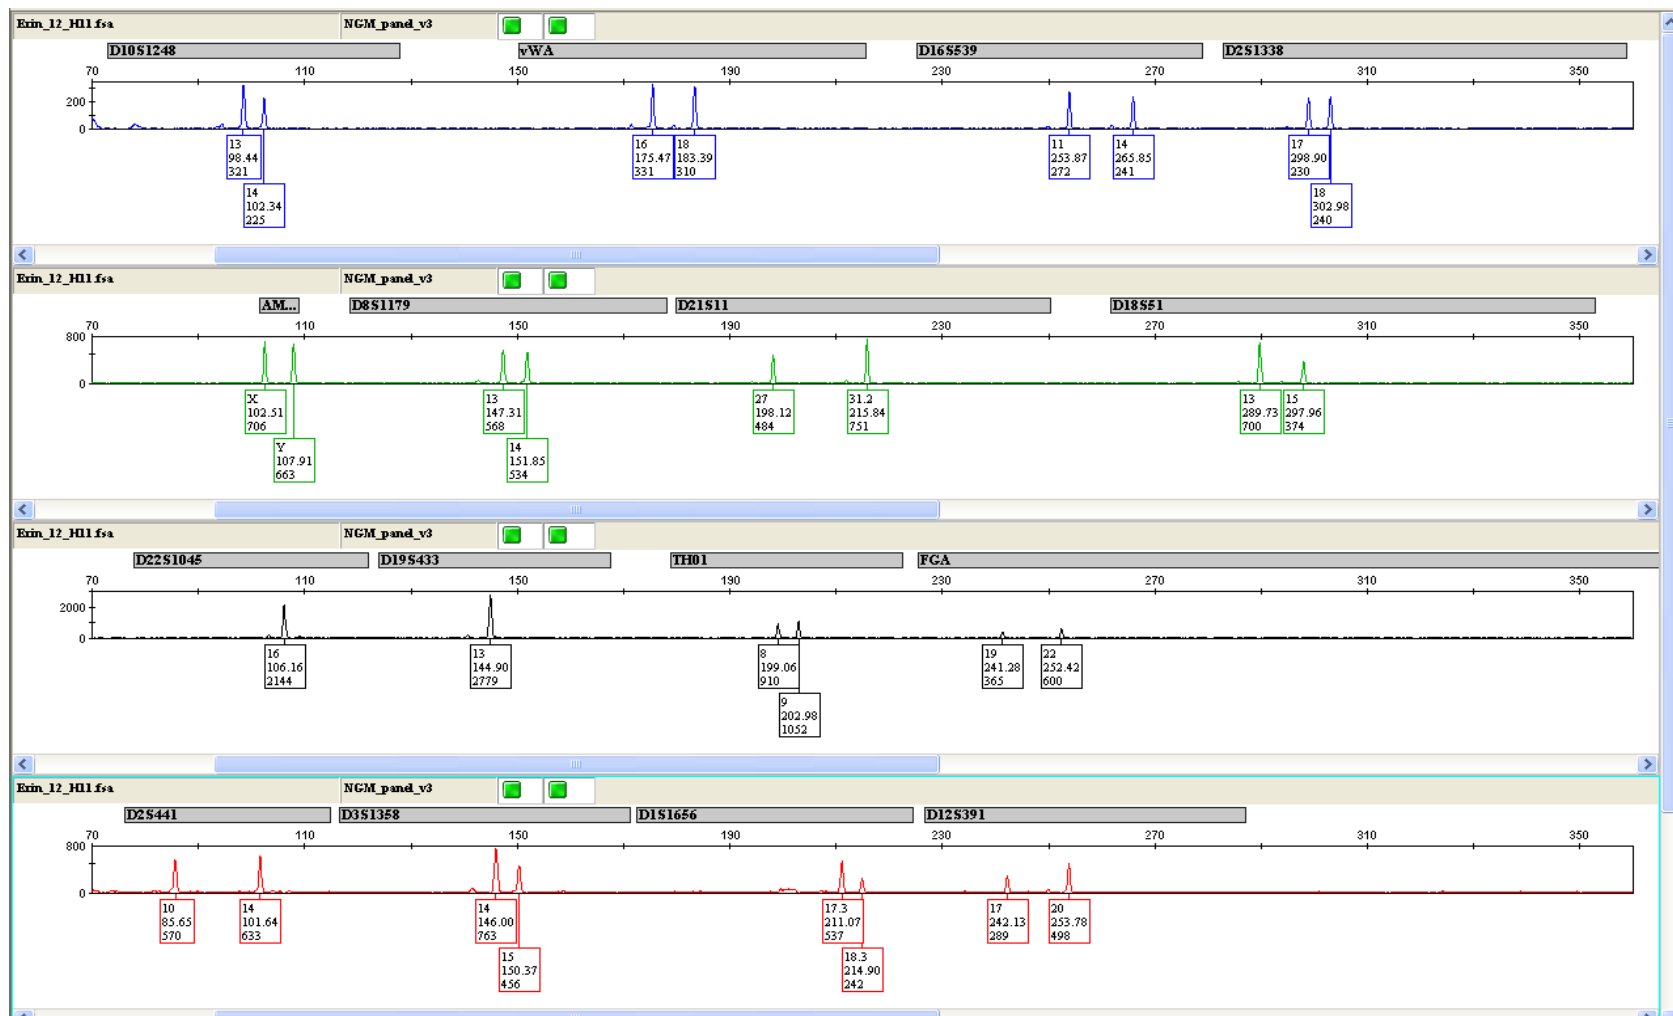 Erin_12_H11.fsa NGM_panel_v3
D10S1248 vWA D16S539 D2S1338
70 110 150 190 230 270 310 350
200
0
13 16 18 11 14 17
98.44 175.47 183.39 253.87 265.85 298.90
321 331 310 272 241 230
14 18
102.34 302.98
225 240
Erin_12_H11.fsa NGM_panel_v3
AM... D8S1179 D21S11 D18S51
70 110 150 190 230 270 310 350
800
0
X 13 27 31.2 13 15
102.51 147.31 198.12 215.84 289.73 297.96
706 568 484 751 700 374
Y 14
107.91 151.85
663 534
Erin_12_H11.fsa NGM_panel_v3
D22S1045 D19S433 TH01 FGA
70 110 150 190 230 270 310 350
2000
0
16 13 8 19 22
106.16 144.90 199.06 241.28 252.42
2144 2779 910 365 600
9
202.98
1052
Erin_12_H11.fsa NGM_panel_v3
D2S441 D3S1358 D1S1656 D12S391
70 110 150 190 230 270 310 350
800
0
10 14 14 17.3 17 20
85.65 101.64 146.00 211.07 242.13 253.78
570 633 763 537 289 498
15 18.3
150.37 214.90
456 242